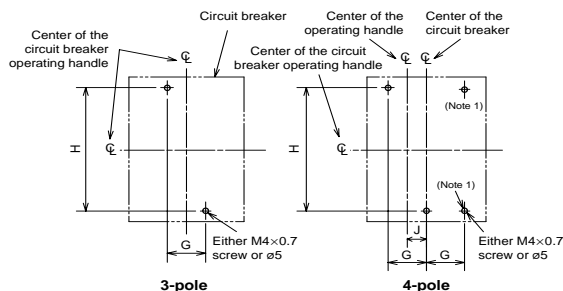 Center of the
circuit breaker
operating handle
Circuit breaker
℄
℄
H
G
Either M4×0.7
screw or ø5
3-pole
Center of the
operating handle
Center of the
circuit breaker
Center of the circuit
breaker operating handle
℄ ℄
(Note 1)
℄
H
(Note 1)
J
G G
Either M4×0.7
screw or ø5
4-pole